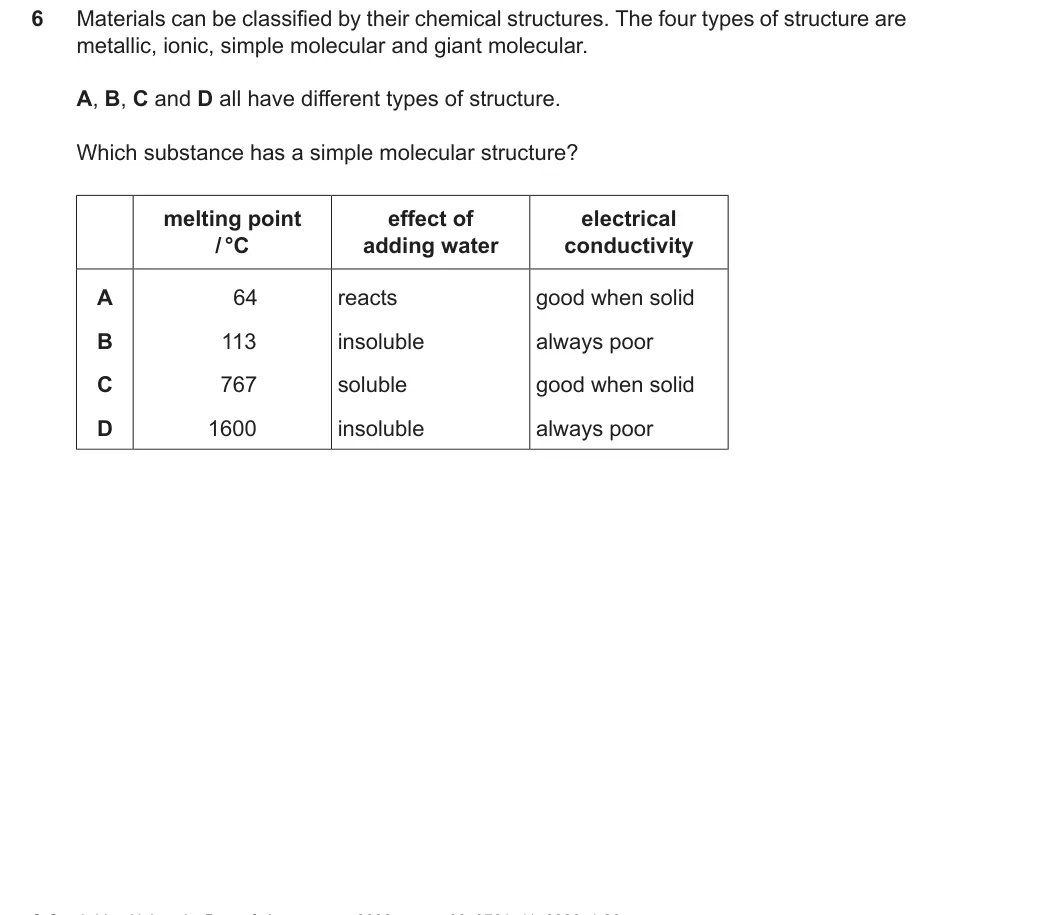 6 Materials can be classified by their chemical structures. The four types of structure are
metallic, ionic, simple molecular and giant molecular.
A, B, C and D all have different types of structure.
Which substance has a simple molecular structure?
melting point effect of electrical
/ °C adding water conductivity
A 64 reacts good when solid
B 113 insoluble always poor
C 767 soluble good when solid
D 1600 insoluble always poor